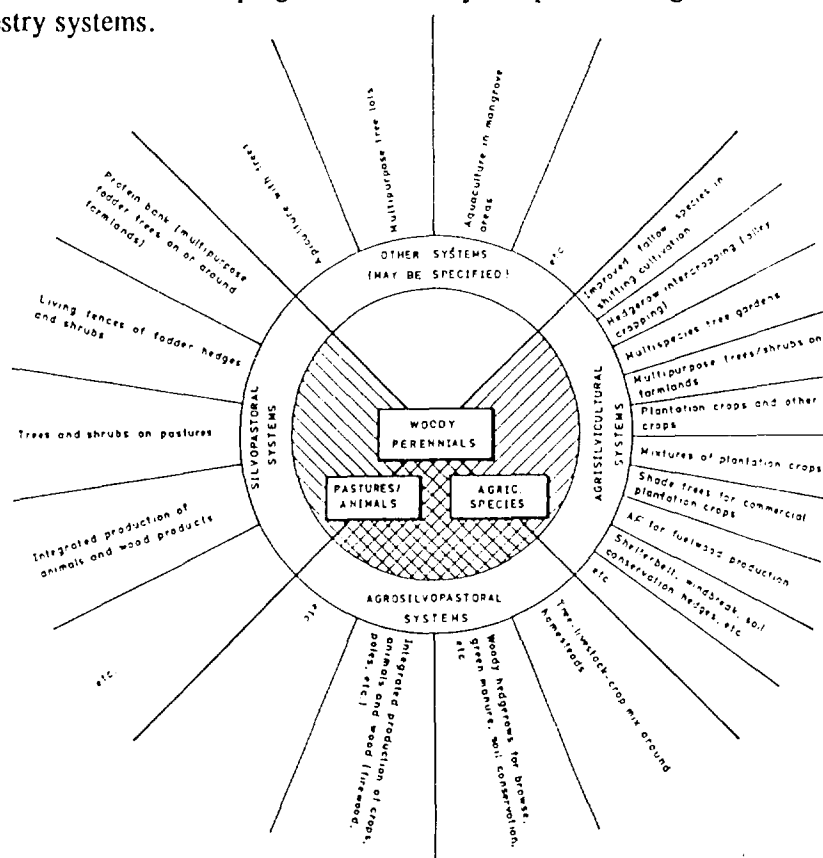 estry systems.
OTHER SYSTEMS
(MAY BE SPECIFIED)
Apiculture with trees
Multipurpose tree lots
Aquaculture in mangrove
areas
etc
AGRISILVICULTURAL
SYSTEMS
Improved fallow species in
shifting cultivation
Hedgerow intercropping (alley
cropping)
Multispecies tree gardens
Multipurpose trees/shrubs on
farmlands
Plantation crops and other
crops
Mixtures of plantation crops
Shade trees for commercial
plantation crops
AF for fuelwood production
Shelterbelt, windbreak, soil
conservation hedges, etc
etc
AGROSILVOPASTORAL
SYSTEMS
Tree-livestock-crop mix around
homesteads
Woody hedgerows for browse,
green manure, soil conservation,
etc
Integrated production of crops,
animals and wood (firewood,
poles, etc.)
etc
SILVOPASTORAL
SYSTEMS
Protein bank (multipurpose
fodder trees on or around
farmlands)
Living fences of fodder hedges
and shrubs
Trees and shrubs on pastures
Integrated production of
animals and wood products
etc.
WOODY
PERENNIALS
PASTURES/
ANIMALS
AGRIC.
SPECIES